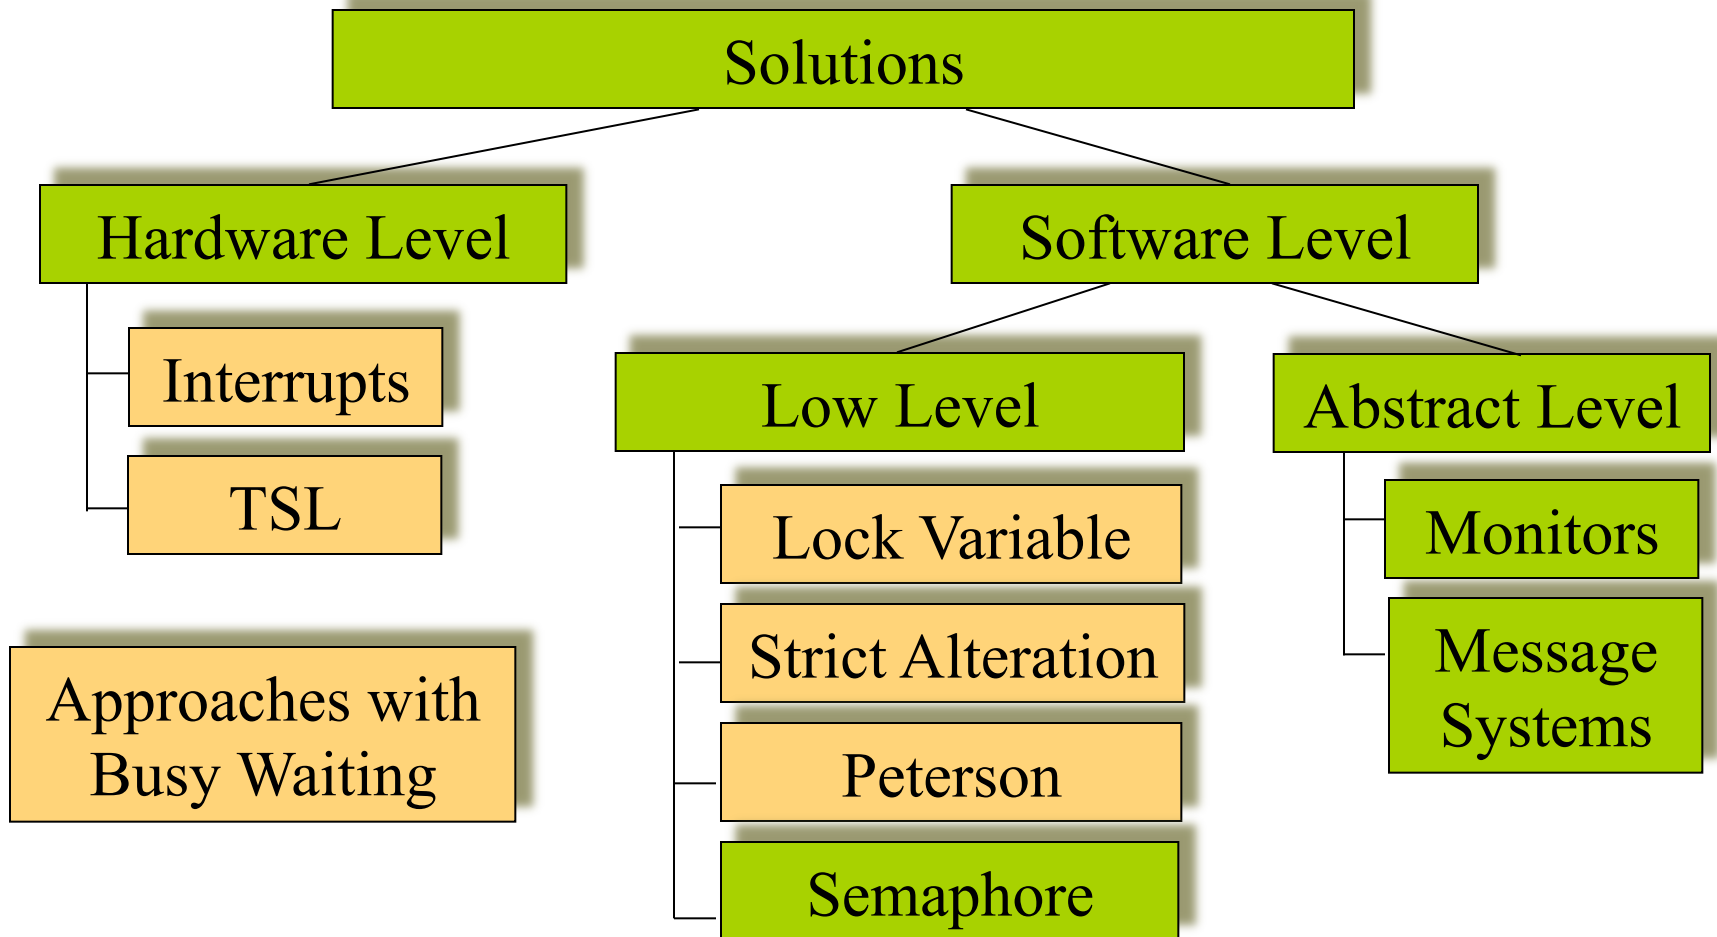 Solutions
Hardware Level
Software Level
Interrupts
TSL
Low Level
Abstract Level
Lock Variable
Strict Alteration
Peterson
Semaphore
Monitors
Message
Systems
Approaches with
Busy Waiting